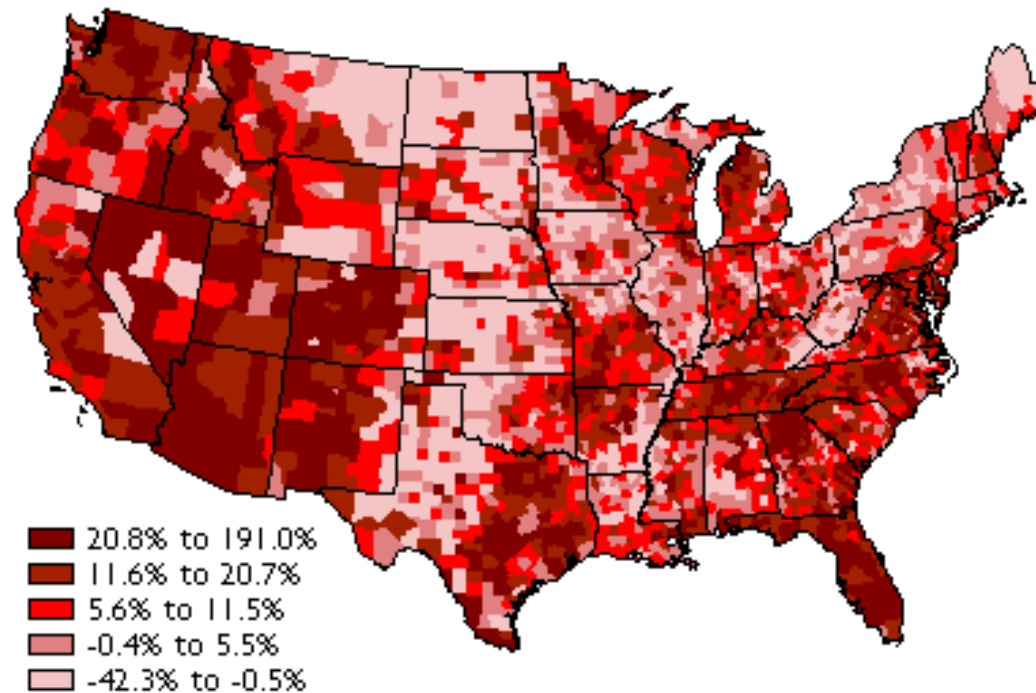 20.8% to 191.0%
11.6% to 20.7%
5.6% to 11.5%
-0.4% to 5.5%
-42.3% to -0.5%